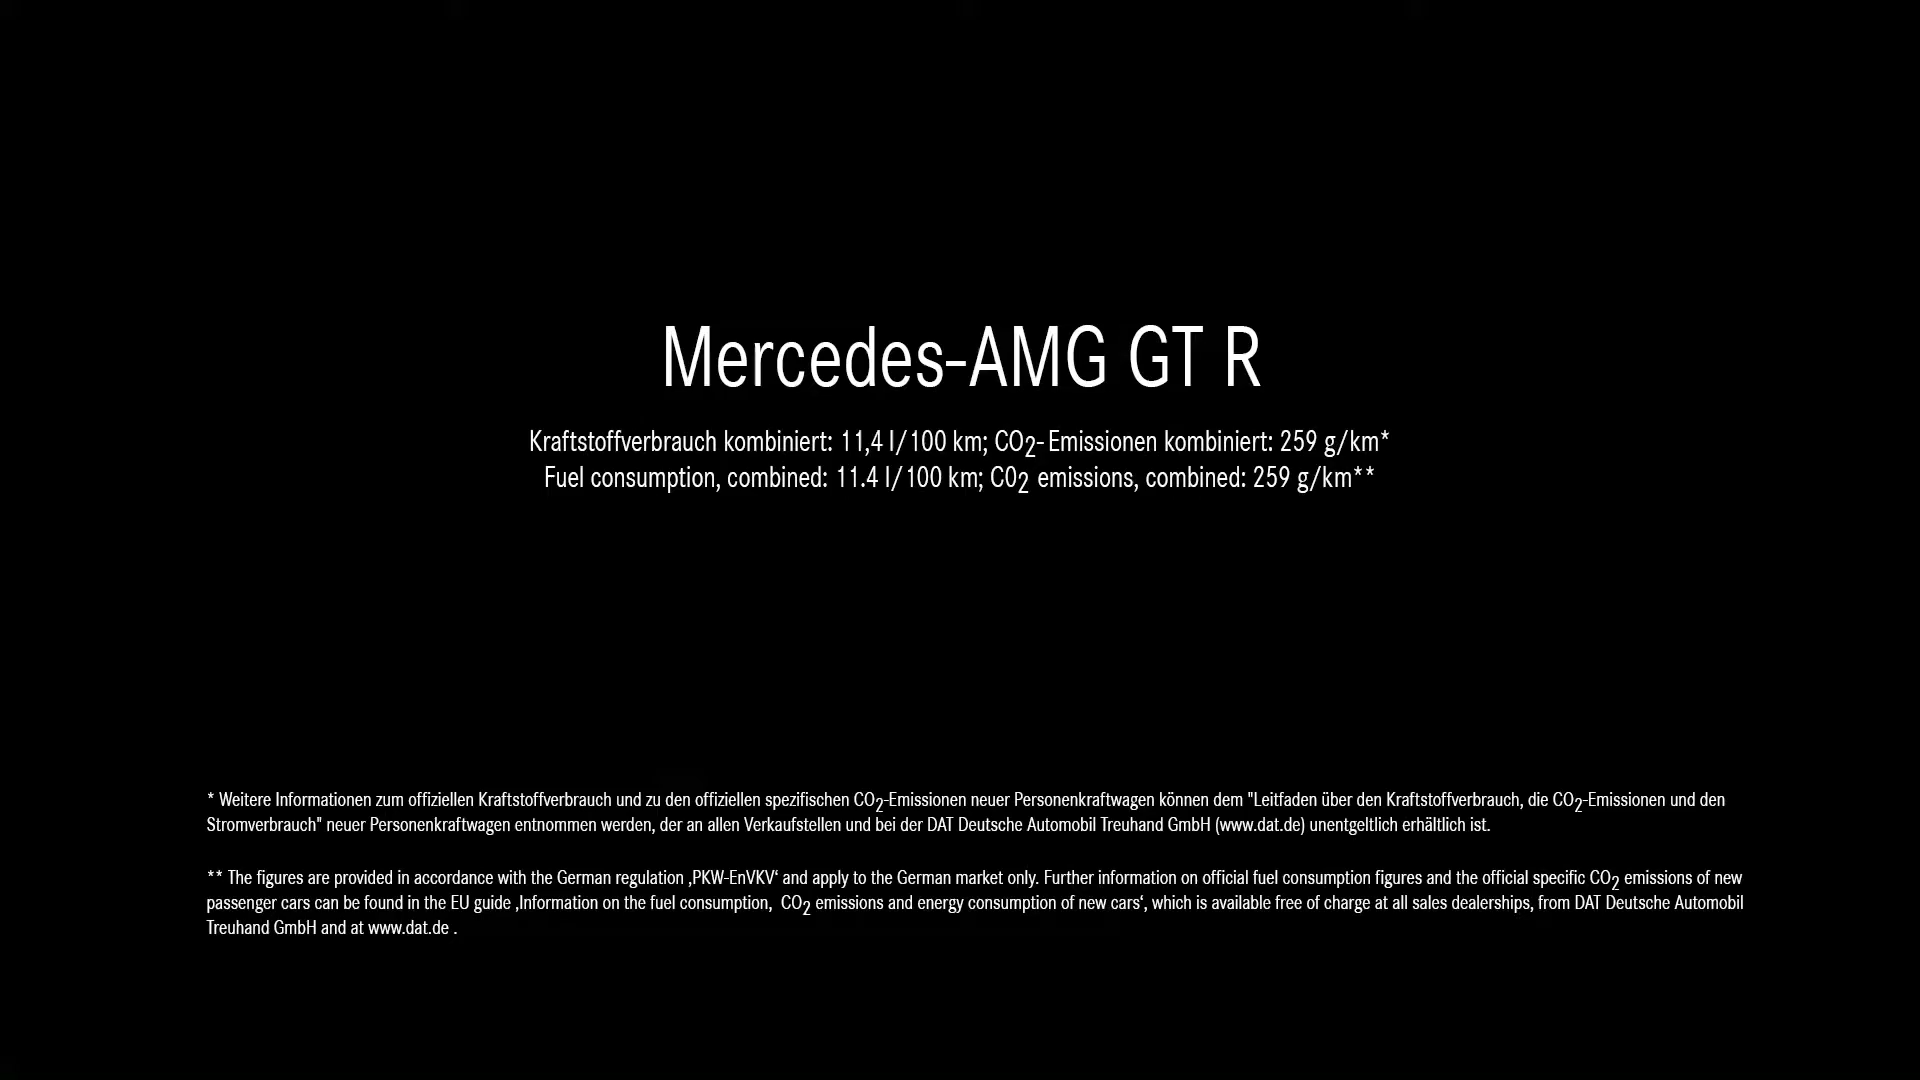 Mercedes-AMG GT R
Kraftstoffverbrauch kombiniert: 11,4 l/100 km; CO2-Emissionen kombiniert: 259 g/km*
Fuel consumption, combined: 11.4 l/100 km; C02 emissions, combined: 259 g/km**
* Weitere Informationen zum offiziellen Kraftstoffverbrauch und zu den offiziellen spezifischen CO2-Emissionen neuer Personenkraftwagen können dem "Leitfaden über den Kraftstoffverbrauch, die CO2-Emissionen und den
Stromverbrauch" neuer Personenkraftwagen entnommen werden, der an allen Verkaufstellen und bei der DAT Deutsche Automobil Treuhand GmbH (www.dat.de) unentgeltlich erhältlich ist.
** The figures are provided in accordance with the German regulation ‚PKW-EnVKV‘ and apply to the German market only. Further information on official fuel consumption figures and the official specific CO2 emissions of new
passenger cars can be found in the EU guide ‚Information on the fuel consumption, CO2 emissions and energy consumption of new cars‘, which is available free of charge at all sales dealerships, from DAT Deutsche Automobil
Treuhand GmbH and at www.dat.de .